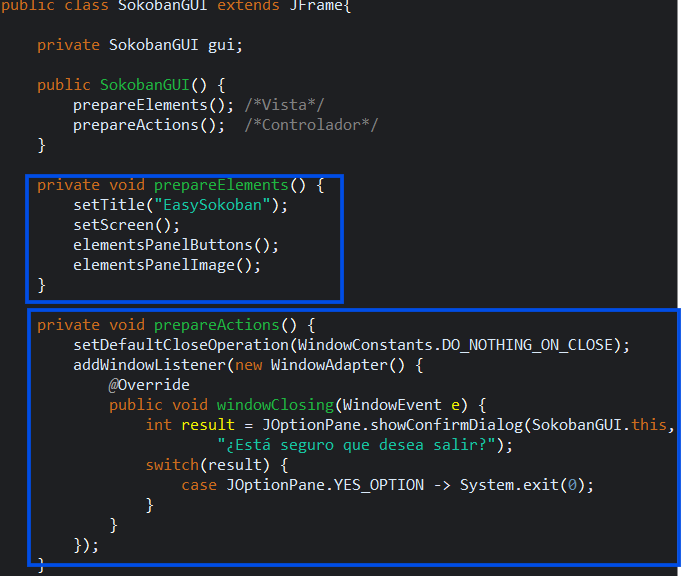 public class SokobanGUI extends JFrame{
private SokobanGUI gui;
public SokobanGUI() {
prepareElements(); /*Vista*/
prepareActions();  /*Controlador*/
}
private void prepareElements() {
setTitle("EasySokoban");
setScreen();
elementsPanelButtons();
elementsPanelImage();
}
private void prepareActions() {
setDefaultCloseOperation(WindowConstants.DO_NOTHING_ON_CLOSE);
addWindowListener(new WindowAdapter() {
@Override
public void windowClosing(WindowEvent e) {
int result = JOptionPane.showConfirmDialog(SokobanGUI.this,
"¿Está seguro que desea salir?");
switch(result) {
case JOptionPane.YES_OPTION -> System.exit(0);
}
}
});
}